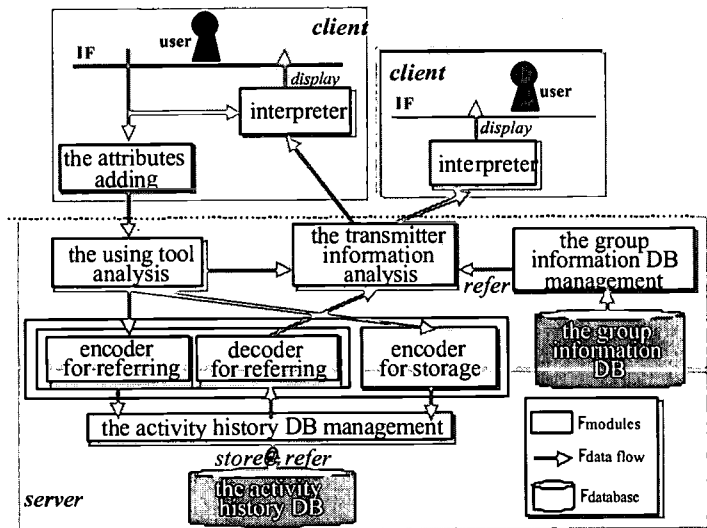 client
user
IF
display
interpreter
the attributes
adding
client
user
IF
display
interpreter
the using tool
analysis
the transmitter
information
analysis
refer
the group
information DB
management
the group
information
DB
encoder
for referring
decoder
for referring
encoder
for storage
the activity history DB management
store@ refer
the activity
history DB
server
Fmodules
Fdata flow
Fdatabase